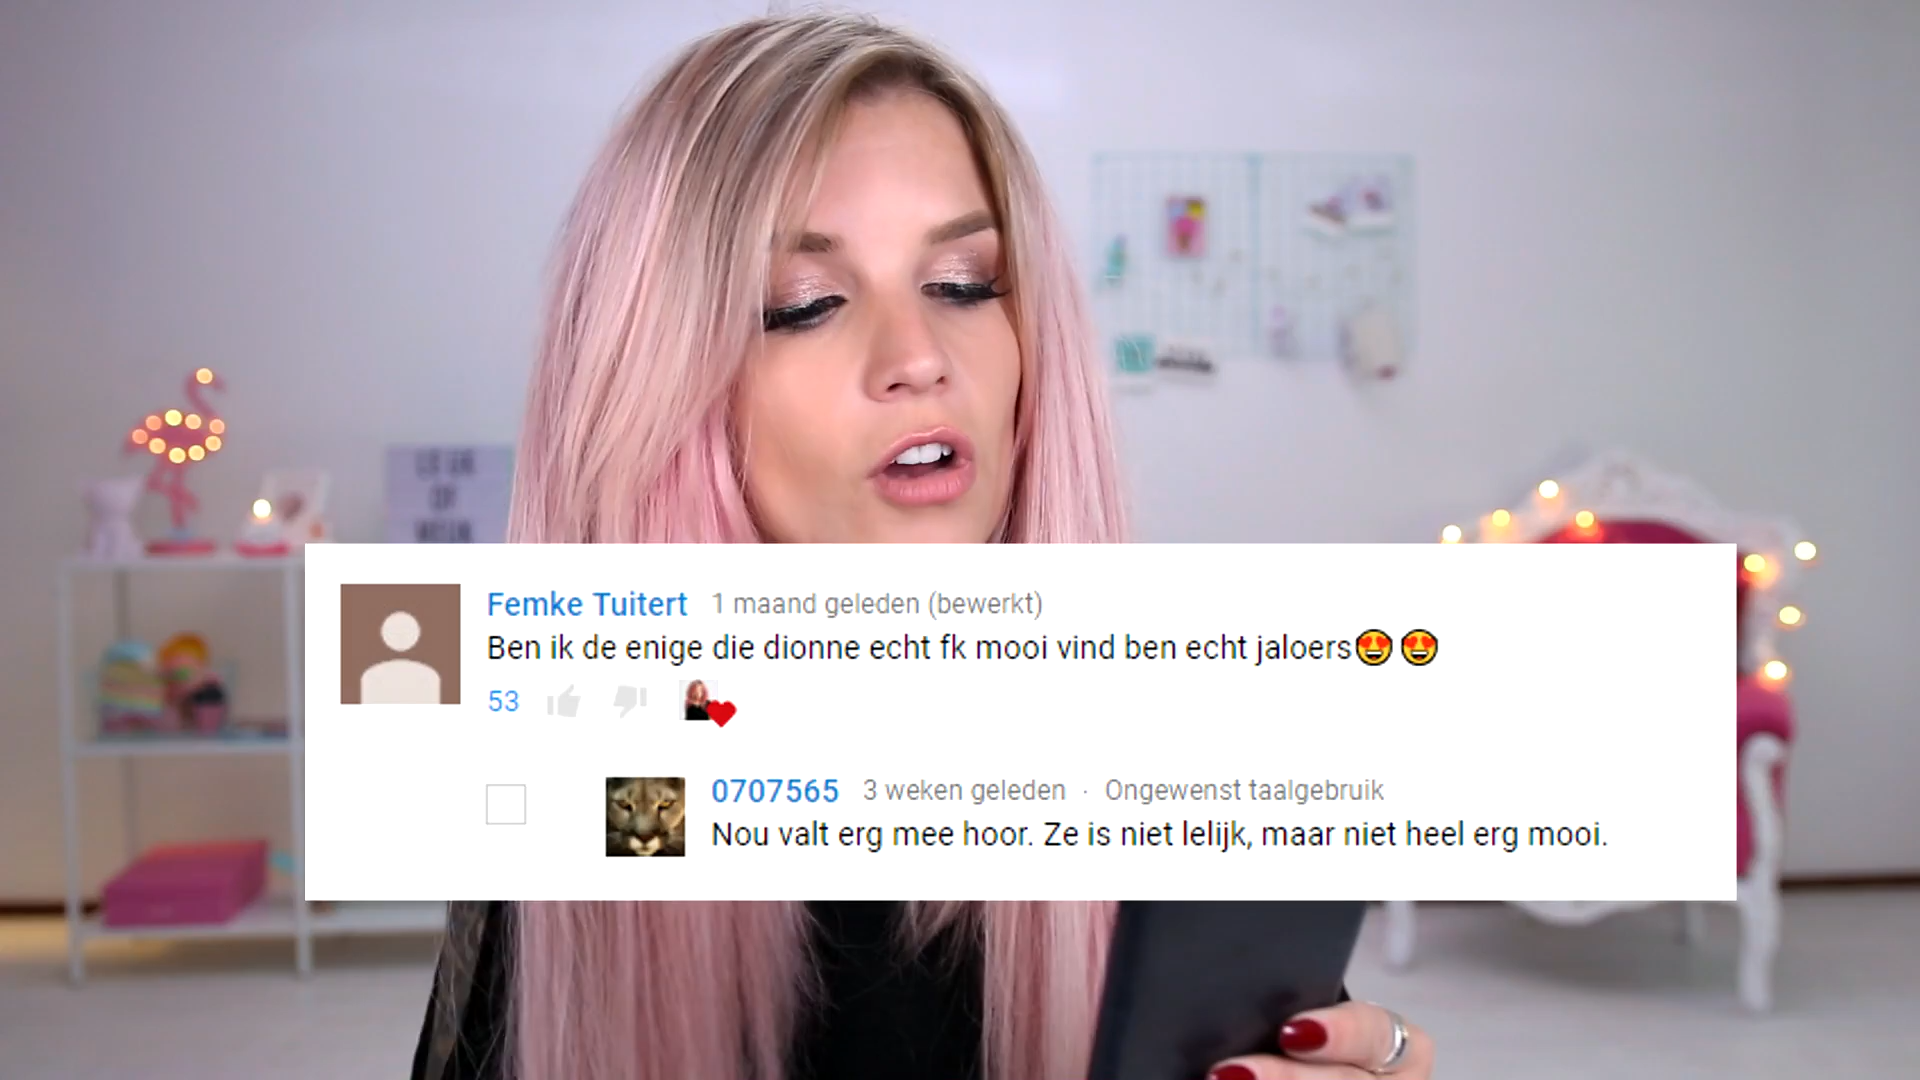 LEUK
OF
Femke Tuitert 1 maand geleden (bewerkt)
Ben ik de enige die dionne echt fk mooi vind ben echt jaloers😍😍
53
0707565 3 weken geleden · Ongewenst taalgebruik
Nou valt erg mee hoor. Ze is niet lelijk, maar niet heel erg mooi.